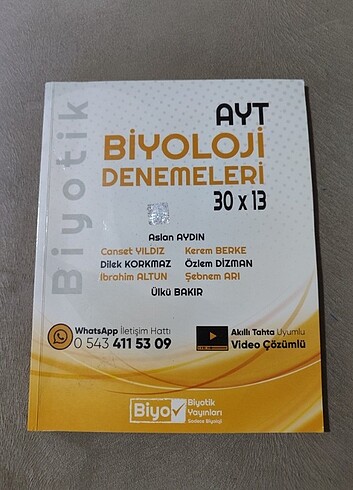 Biyotik
AYT
BİYOLOJİ
DENEMELERİ
30 x 13
Aslan AYDIN
Canset YILDIZ Kerem BERKE
Dilek KORKMAZ Özlem DİZMAN
İbrahim ALTUN Şebnem ARI
Ülkü BAKIR
WhatsApp İletişim Hattı
0 543 411 53 09
Akıllı Tahta Uyumlu
Video Çözümlü
Biyo
Biyotik
Yayınları
Sadece Biyoloji